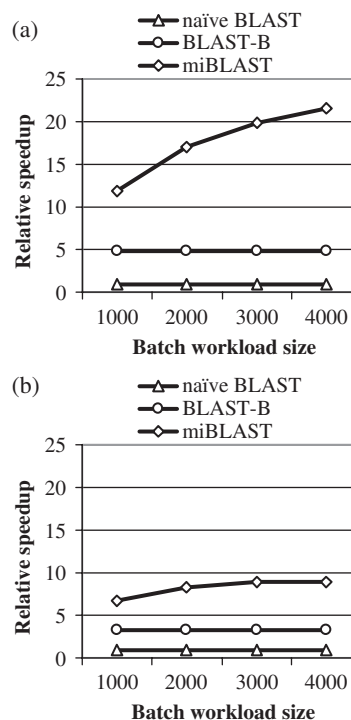 (a)
naïve BLAST
BLAST-B
miBLAST
Relative speedup
25
20
15
10
5
0
1000 2000 3000 4000
Batch workload size
(b)
naïve BLAST
BLAST-B
miBLAST
Relative speedup
25
20
15
10
5
0
1000 2000 3000 4000
Batch workload size